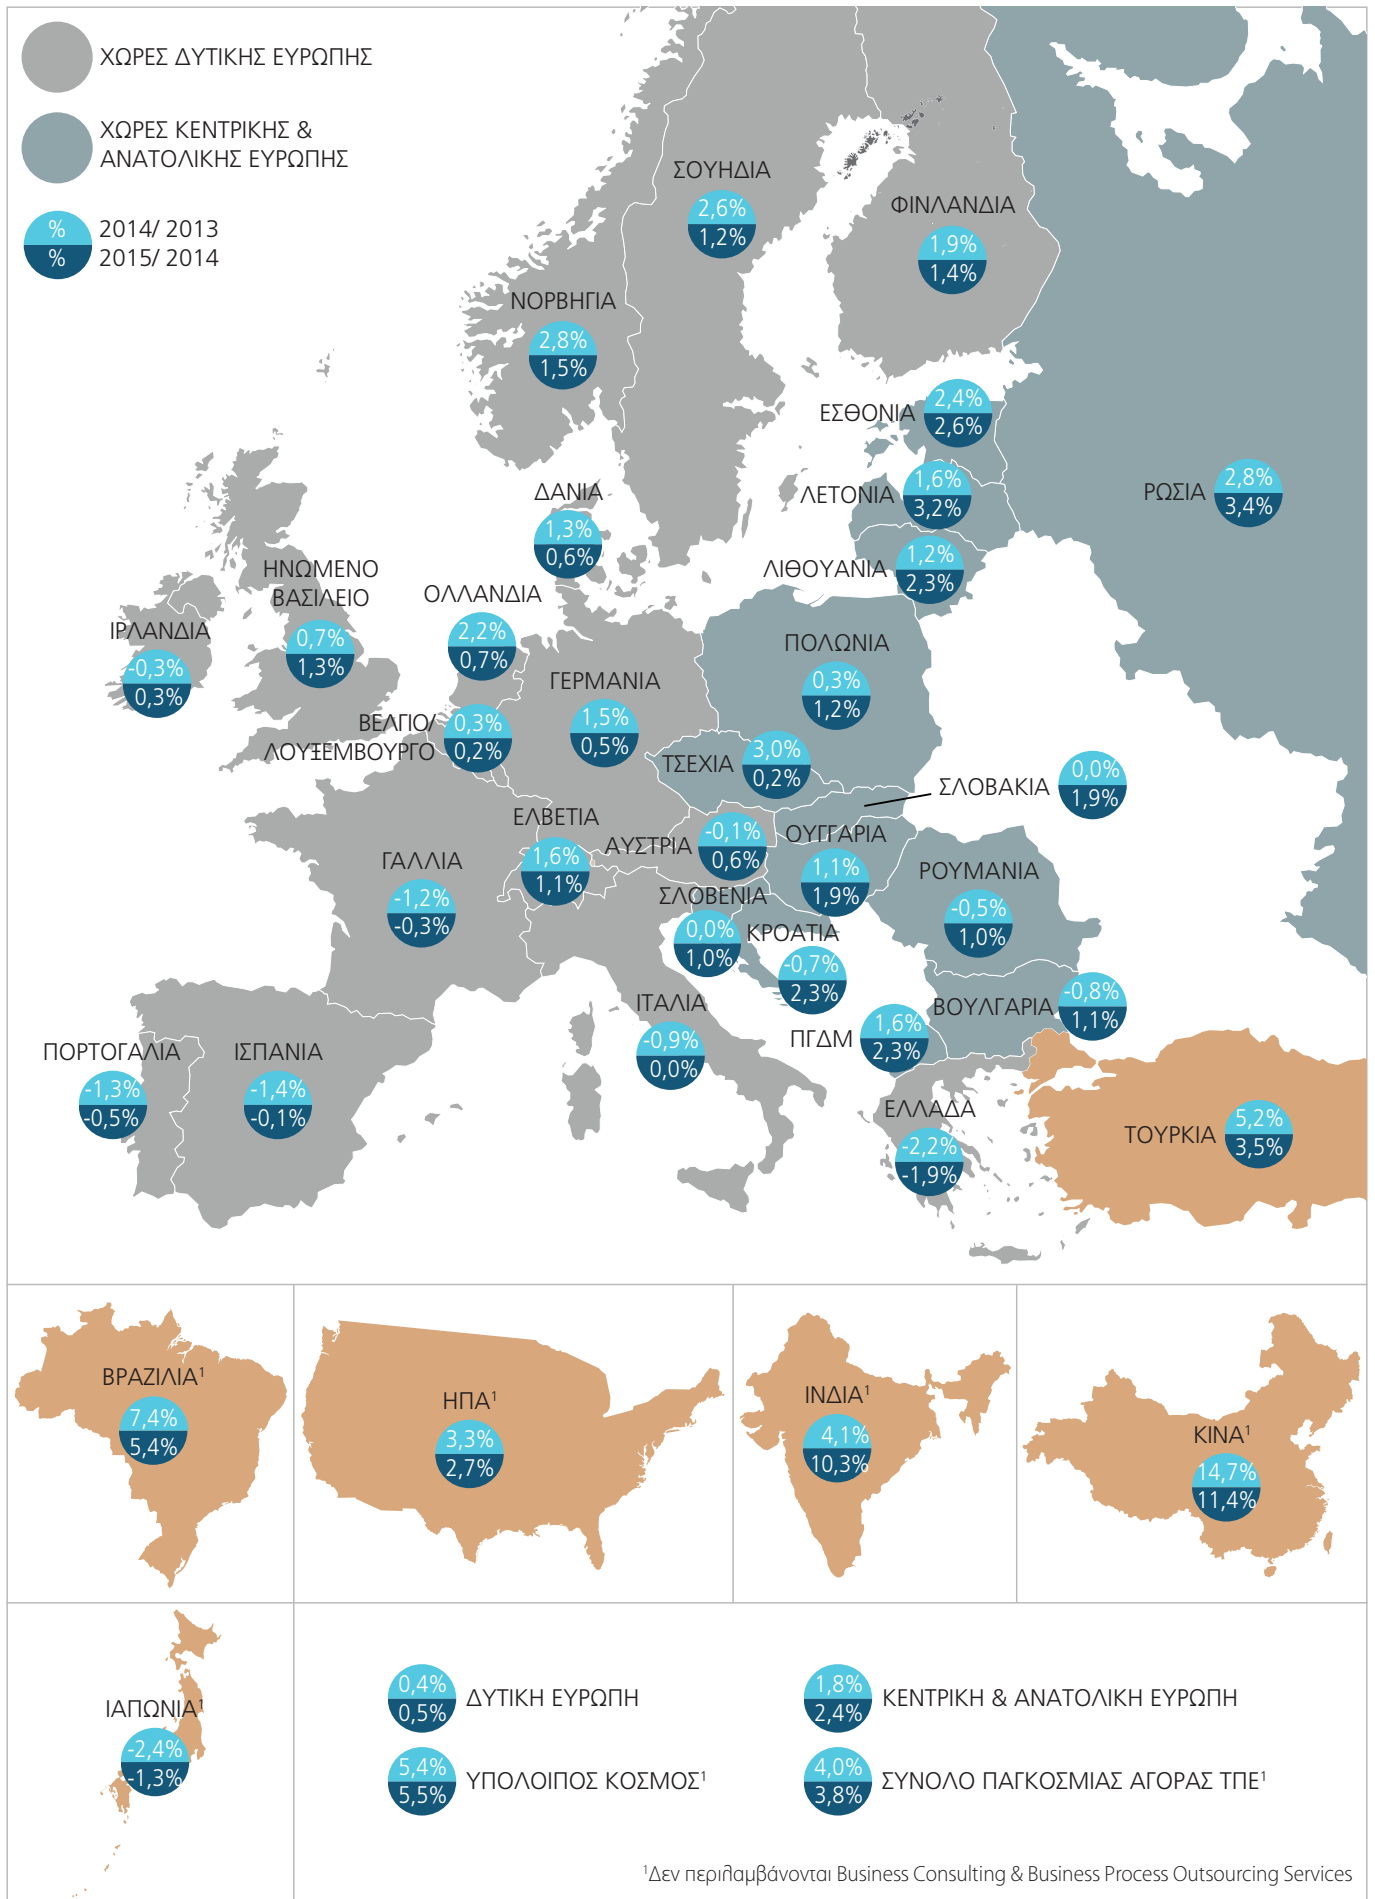 ΧΩΡΕΣ ΔΥΤΙΚΗΣ ΕΥΡΩΠΗΣ
ΧΩΡΕΣ ΚΕΝΤΡΙΚΗΣ &
ΑΝΑΤΟΛΙΚΗΣ ΕΥΡΩΠΗΣ
% 2014/ 2013
% 2015/ 2014
ΣΟΥΗΔΙΑ
2,6%
1,2%
ΦΙΝΛΑΝΔΙΑ
1,9%
1,4%
ΝΟΡΒΗΓΙΑ
2,8%
1,5%
ΕΣΘΟΝΙΑ
2,4%
2,6%
ΛΕΤΟΝΙΑ
1,6%
3,2%
ΡΩΣΙΑ
2,8%
3,4%
ΔΑΝΙΑ
1,3%
0,6%
ΛΙΘΟΥΑΝΙΑ
1,2%
2,3%
ΗΝΩΜΕΝΟ
ΒΑΣΙΛΕΙΟ
0,7%
1,3%
ΟΛΛΑΝΔΙΑ
2,2%
0,7%
ΙΡΛΑΝΔΙΑ
-0,3%
0,3%
ΠΟΛΩΝΙΑ
0,3%
1,2%
ΓΕΡΜΑΝΙΑ
1,5%
0,5%
ΒΕΛΓΙΟ/
ΛΟΥΞΕΜΒΟΥΡΓΟ
0,3%
0,2%
ΤΣΕΧΙΑ
3,0%
0,2%
ΣΛΟΒΑΚΙΑ
0,0%
1,9%
ΕΛΒΕΤΙΑ
1,6%
1,1%
ΑΥΣΤΡΙΑ
-0,1%
0,6%
ΟΥΓΓΑΡΙΑ
1,1%
1,9%
ΓΑΛΛΙΑ
-1,2%
-0,3%
ΡΟΥΜΑΝΙΑ
-0,5%
1,0%
ΣΛΟΒΕΝΙΑ
0,0%
1,0%
ΚΡΟΑΤΙΑ
-0,7%
2,3%
ΙΤΑΛΙΑ
-0,9%
0,0%
ΒΟΥΛΓΑΡΙΑ
-0,8%
1,1%
ΠΓΔΜ
1,6%
2,3%
ΠΟΡΤΟΓΑΛΙΑ
-1,3%
-0,5%
ΙΣΠΑΝΙΑ
-1,4%
-0,1%
ΕΛΛΑΔΑ
-2,2%
-1,9%
ΤΟΥΡΚΙΑ
5,2%
3,5%
ΒΡΑΖΙΛΙΑ¹
7,4%
5,4%
ΗΠΑ¹
3,3%
2,7%
ΙΝΔΙΑ¹
4,1%
10,3%
ΚΙΝΑ¹
14,7%
11,4%
ΙΑΠΩΝΙΑ¹
-2,4%
-1,3%
0,4%
0,5%
ΔΥΤΙΚΗ ΕΥΡΩΠΗ
1,8%
2,4%
ΚΕΝΤΡΙΚΗ & ΑΝΑΤΟΛΙΚΗ ΕΥΡΩΠΗ
5,4%
5,5%
ΥΠΟΛΟΙΠΟΣ ΚΟΣΜΟΣ¹
4,0%
3,8%
ΣΥΝΟΛΟ ΠΑΓΚΟΣΜΙΑΣ ΑΓΟΡΑΣ ΤΠΕ¹
¹Δεν περιλαμβάνονται Business Consulting & Business Process Outsourcing Services